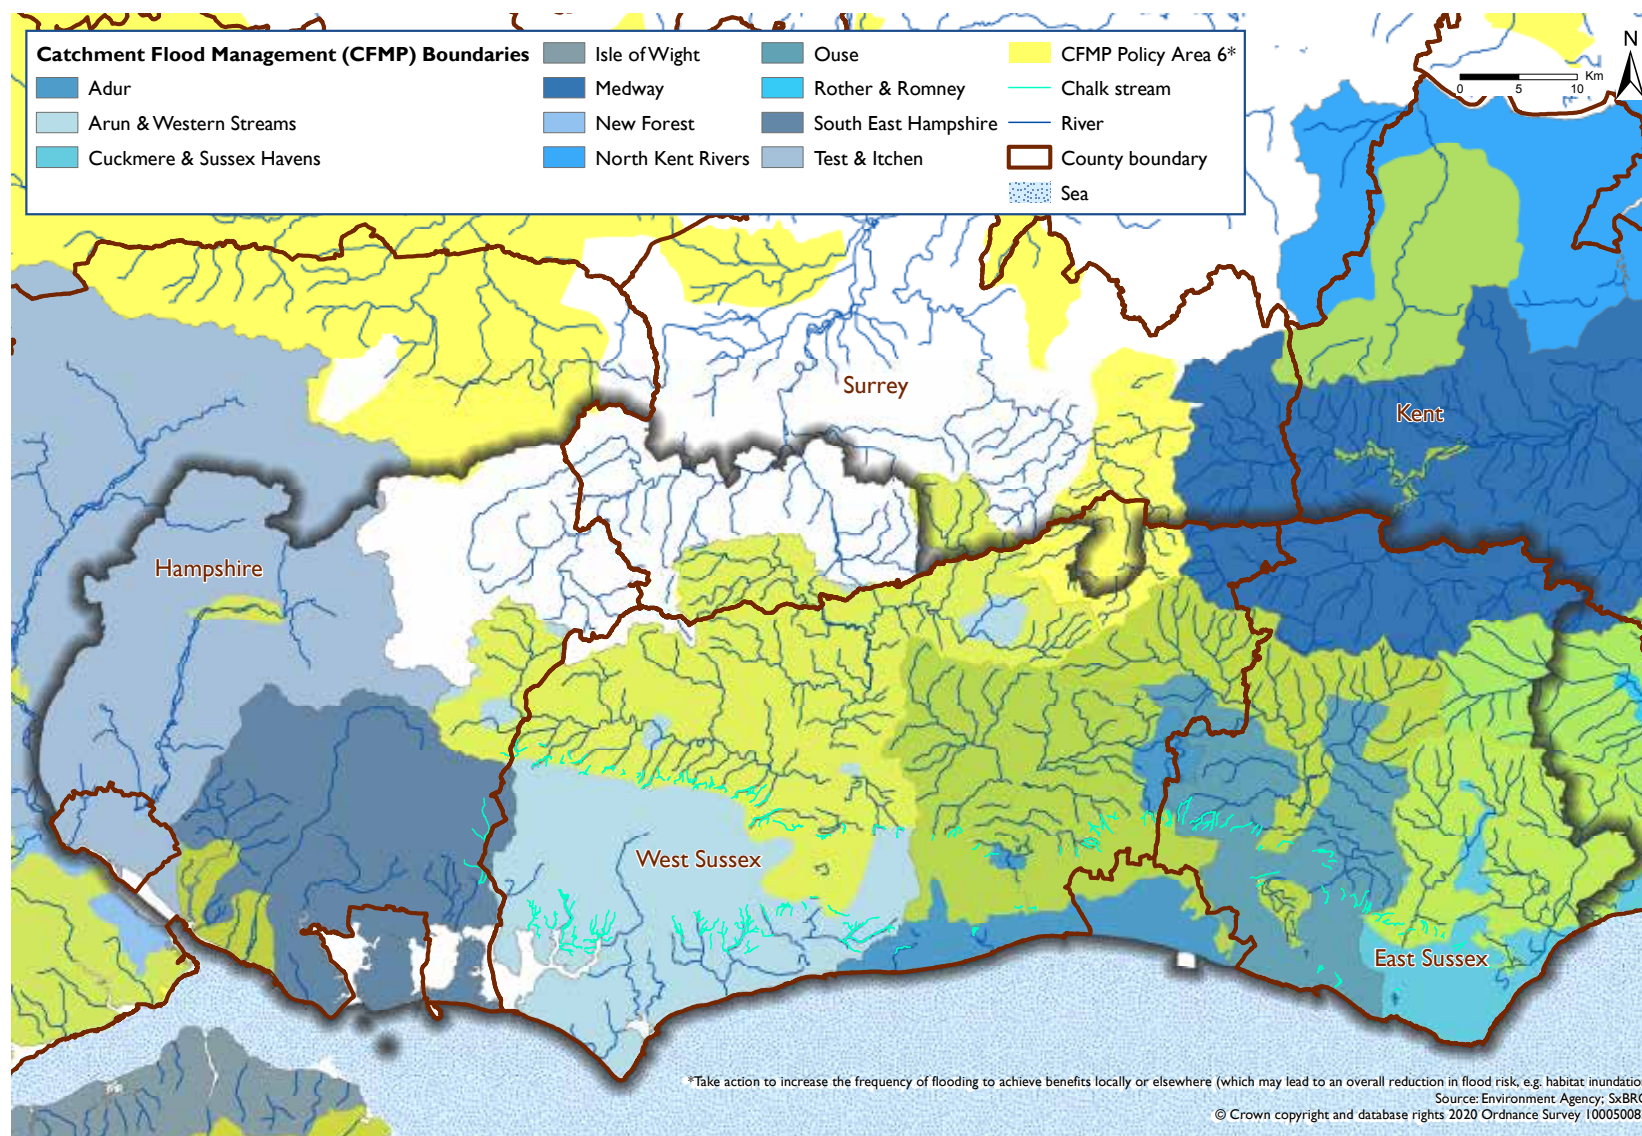 Catchment Flood Management (CFMP) Boundaries
Adur
Arun & Western Streams
Cuckmere & Sussex Havens
Isle of Wight
Medway
New Forest
North Kent Rivers
Ouse
Rother & Romney
South East Hampshire
Test & Itchen
CFMP Policy Area 6*
Chalk stream
River
County boundary
Sea
N
Km
0 5 10
Surrey
Kent
Hampshire
West Sussex
East Sussex
*Take action to increase the frequency of flooding to achieve benefits locally or elsewhere (which may lead to an overall reduction in flood risk, e.g. habitat inundation
Source: Environment Agency; SxBRC
© Crown copyright and database rights 2020 Ordnance Survey 10005008